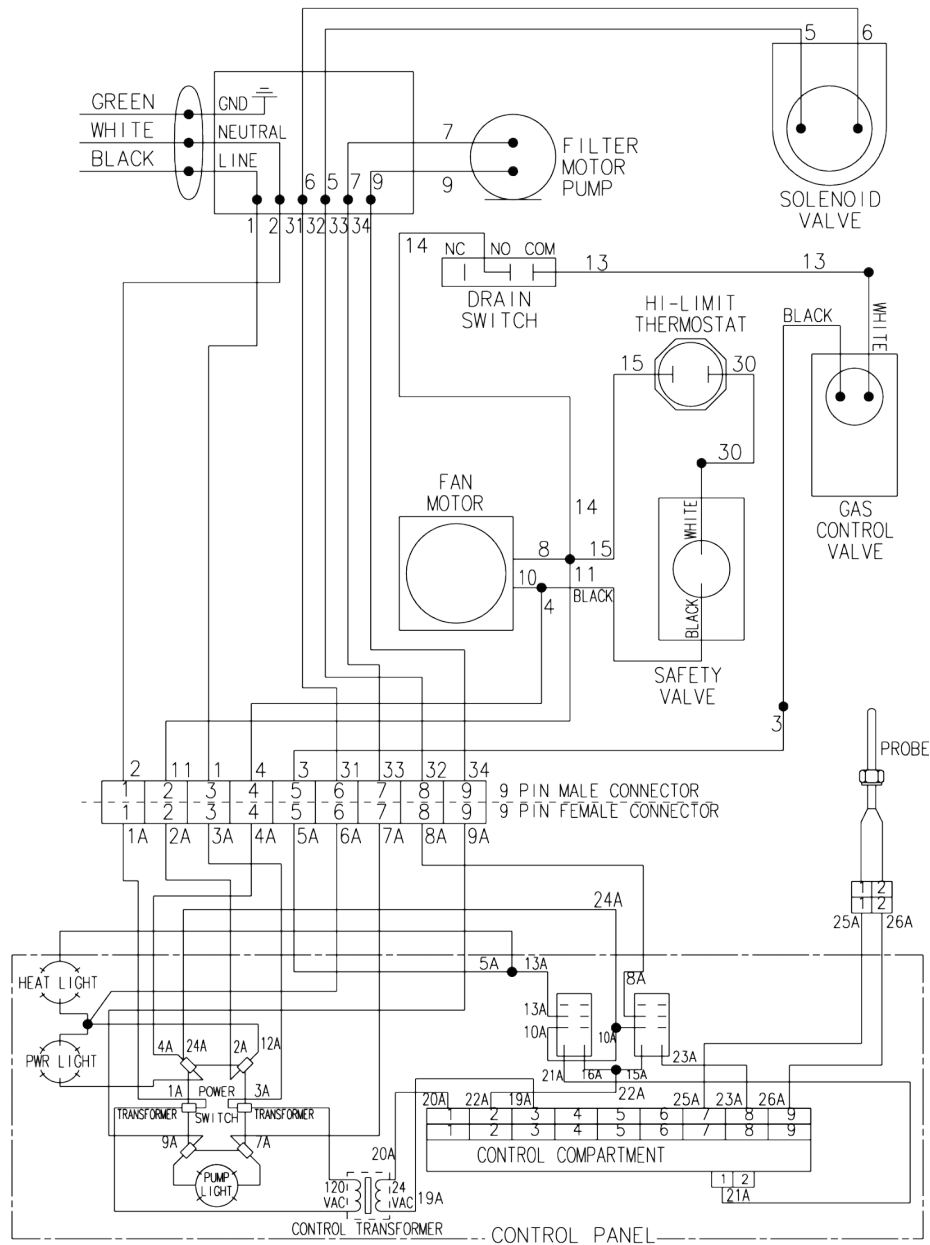 5 6
GREEN GND
WHITE NEUTRAL
BLACK LINE
6 5 7 9
7
9
FILTER
MOTOR
PUMP
SOLENOID
VALVE
1 2 31 32 33 34
14 NC NO COM 13 13
DRAIN
SWITCH
HI-LIMIT
THERMOSTAT
BLACK
WHITE
15 30
30
FAN
MOTOR
14
WHITE
GAS
CONTROL
VALVE
8 15
10 11
4 BLACK
BLACK
SAFETY
VALVE
3
PROBE
2 11 1 4 3 31 33 32 34
1 2 3 4 5 6 7 8 9 9 PIN MALE CONNECTOR
1 2 3 4 5 6 7 8 9 9 PIN FEMALE CONNECTOR
1A 2A 3A 4A 5A 6A 7A 8A 9A
1 2
1 2
24A
25A 26A
5A 13A
8A
HEAT LIGHT
13A
10A 10A
4A 24A 2A 12A
PWR LIGHT
23A
21A 16A 15A
1A POWER 3A
22A
TRANSFORMER SWITCH TRANSFORMER
20A 22A 19A 25A 23A 26A
1 2 3 4 5 6 7 8 9
1 2 3 4 5 6 7 8 9
9A 7A
20A
CONTROL COMPARTMENT
PUMP
LIGHT
120
VAC
24
VAC
19A
1 2
21A
CONTROL TRANSFORMER
CONTROL PANEL